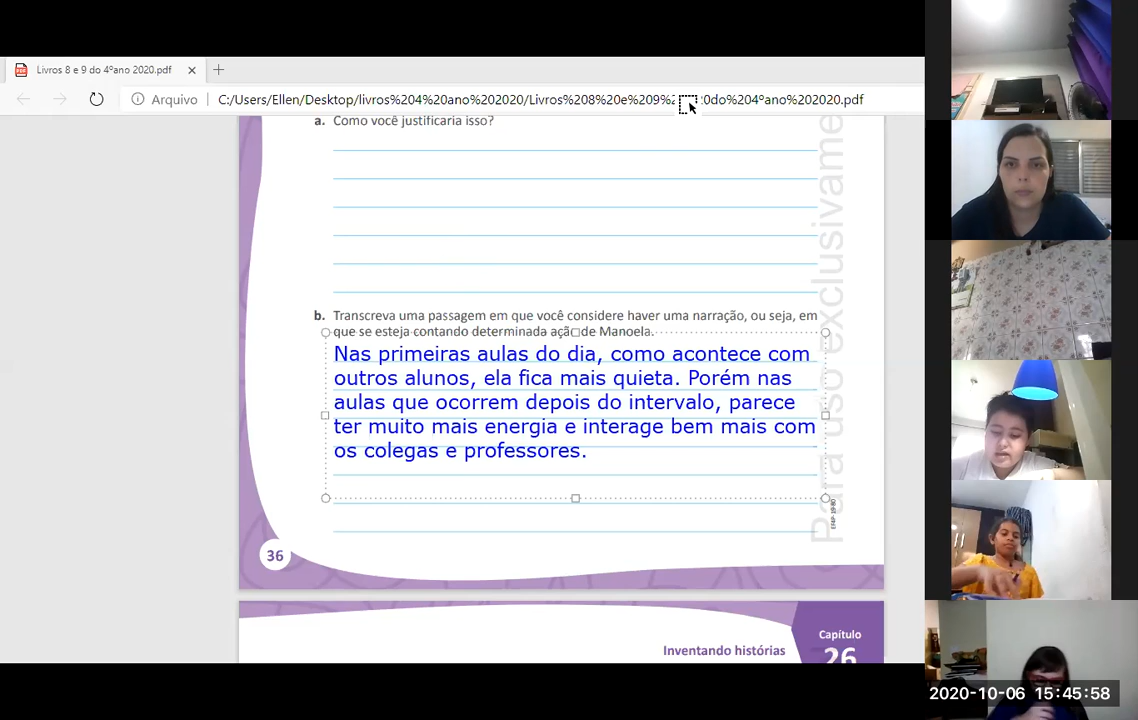 Livros 8 e 9 do 4ºano 2020.pdf
Arquivo C:/Users/Ellen/Desktop/livros%204%20ano%202020/Livros%208%20e%209%2 0do%204ºano%202020.pdf
a. Como você justificaria isso?
b. Transcreva uma passagem em que você considere haver uma narração, ou seja, em
que se esteja contando determinada ação de Manoela.
Nas primeiras aulas do dia, como acontece com
outros alunos, ela fica mais quieta. Porém nas
aulas que ocorrem depois do intervalo, parece
ter muito mais energia e interage bem mais com
os colegas e professores.
Para uso exclusivame
36
Capítulo
26
Inventando histórias
2020-10-06 15:45:58